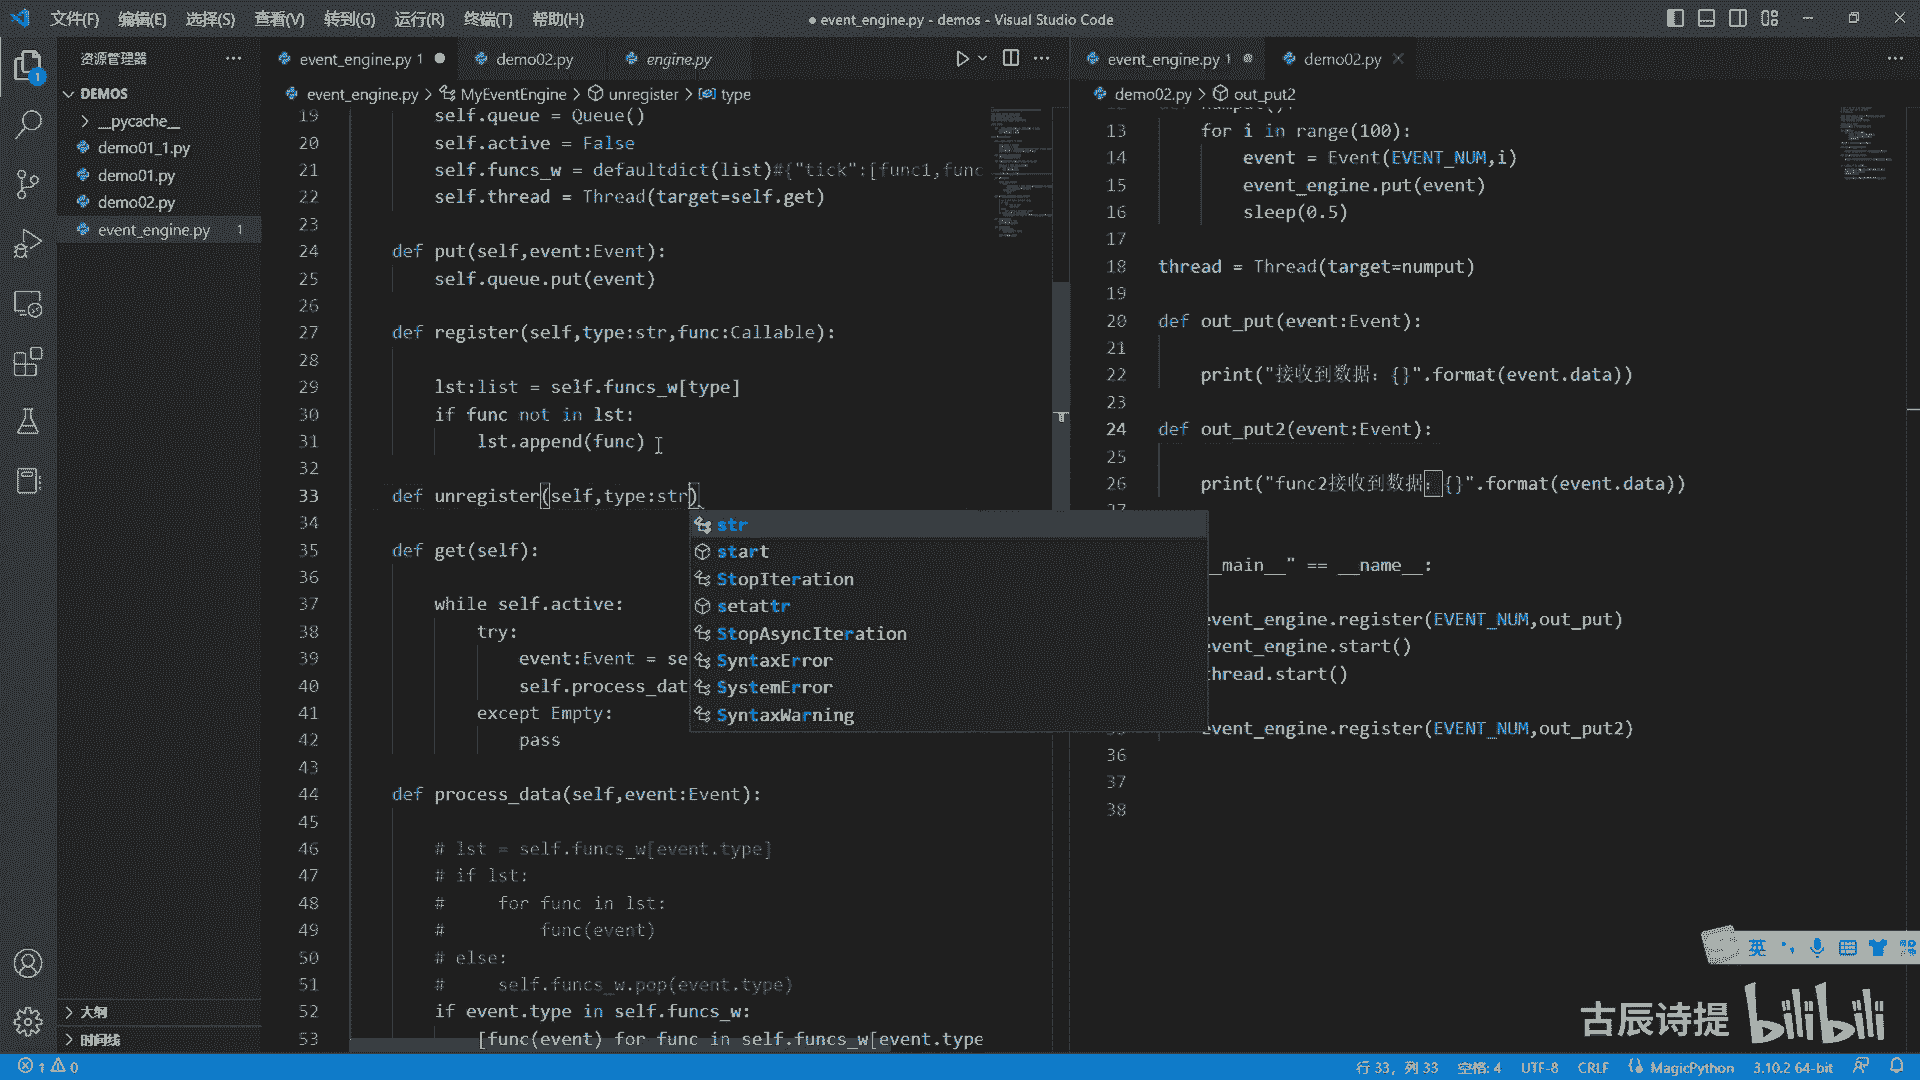 文件(F) 编辑(E) 选择(S) 查看(V) 转到(G) 运行(R) 终端(T) 帮助(H)
● event_engine.py - demos - Visual Studio Code
资源管理器
DEMOS
__pycache__
demo01_1.py
demo01.py
demo02.py
event_engine.py 1
大纲
时间线
1
event_engine.py 1 ● demo02.py engine.py
event_engine.py > MyEventEngine > unregister > type
19 self.queue = Queue()
20 self.active = False
21 self.funcs_w = defaultdict(list)#{"tick":[func1,func
22 self.thread = Thread(target=self.get)
23
24 def put(self,event:Event):
25 self.queue.put(event)
26
27 def register(self,type:str,func:Callable):
28
29 lst:list = self.funcs_w[type]
30 if func not in lst:
31 lst.append(func)
32
33 def unregister(self,type:str)
34
35 def get(self):
36
37 while self.active:
38 try:
39 event:Event = se
40 self.process_dat
41 except Empty:
42 pass
43
44 def process_data(self,event:Event):
45
46 # lst = self.funcs_w[event.type]
47 # if lst:
48 # for func in lst:
49 # func(event)
50 # else:
51 # self.funcs_w.pop(event.type)
52 if event.type in self.funcs_w:
53 [func(event) for func in self.funcs_w[event.type
str
start
StopIteration
setattr
StopAsyncIteration
SyntaxError
SystemError
SyntaxWarning
event_engine.py 1 ● demo02.py
demo02.py > out_put2
13 for i in range(100):
14 event = Event(EVENT_NUM,i)
15 event_engine.put(event)
16 sleep(0.5)
17
18 thread = Thread(target=numput)
19
20 def out_put(event:Event):
21
22 print("接收到数据：{}".format(event.data))
23
24 def out_put2(event:Event):
25
26 print("func2接收到数据：{}".format(event.data))
__main__" == __name__:
event_engine.register(EVENT_NUM,out_put)
event_engine.start()
thread.start()
event_engine.register(EVENT_NUM,out_put2)
36
37
38
英
古辰诗提 bilibili
1 0
行 33，列 33 空格: 4 UTF-8 CRLF MagicPython 3.10.2 64-bit